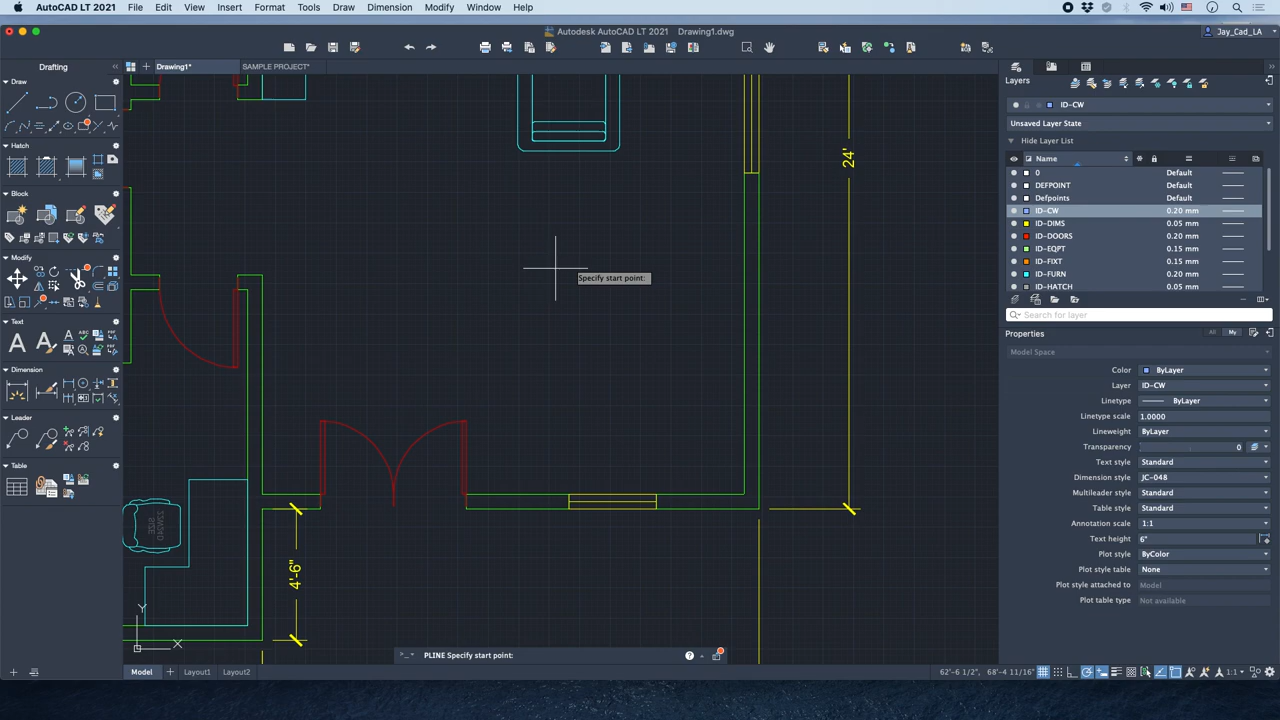 AutoCAD LT File Edit View Insert Format Tools Draw Dimension Modify Window Help
Autodesk AutoCAD LT 2021 Drawing1.dwg
Jay_Cad_LA
Drafting
Drawing1*
SAMPLE PROJECT*
Draw
Hatch
Block
Modify
Text
Dimension
Leader
Table
24'
Specify start point:
4'-6"
Y
X
PLINE Specify start point:
Model
Layout1
Layout2
62'-6 1/2", 68'-4 11/16"
1:1
Layers
ID-CW
Unsaved Layer State
Hide Layer List
Name
0 Default
DEFPOINT Default
Defpoints Default
ID-CW 0.20 mm
ID-DIMS 0.05 mm
ID-DOORS 0.20 mm
ID-EQPT 0.10 mm
ID-FIXT 0.15 mm
ID-FURN 0.10 mm
ID-HATCH 0.05 mm
Search for layer
Properties
All My
Model Space
Color ByLayer
Layer ID-CW
Linetype ByLayer
Linetype scale 1.0000
Lineweight ByLayer
Transparency 0
Text style Standard
Dimension style JC-048
Multileader style Standard
Table style Standard
Annotation scale 1:1
Text height 6"
Plot style ByColor
Plot style table None
Plot style attached to Model
Plot table type Not available